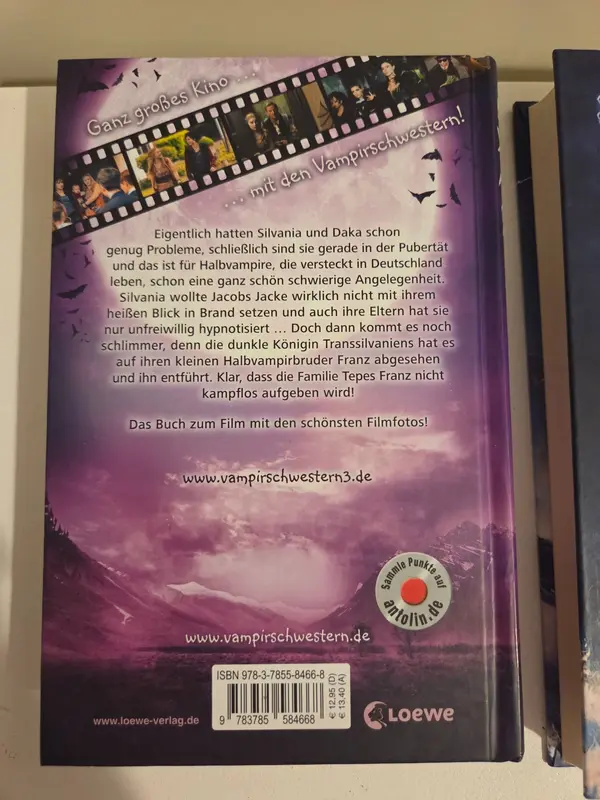 Ganz großes Kino ...
... mit den Vampirschwestern!
Eigentlich hatten Silvania und Daka schon
genug Probleme, schließlich sind sie gerade in der Pubertät
und das ist für Halbvampire, die versteckt in Deutschland
leben, schon eine ganz schön schwierige Angelegenheit.
Silvania wollte Jacobs Jacke wirklich nicht mit ihrem
heißen Blick in Brand setzen und auch ihre Eltern hat sie
nur unfreiwillig hypnotisiert ... Doch dann kommt es noch
schlimmer, denn die dunkle Königin Transsilvaniens hat es
auf ihren kleinen Halbvampirbruder Franz abgesehen
und ihn entführt. Klar, dass die Familie Tepes Franz nicht
kampflos aufgeben wird!
Das Buch zum Film mit den schönsten Filmfotos!
www.vampirschwestern3.de
Sammle Punkte auf
antolin.de
www.vampirschwestern.de
ISBN 978-3-7855-8466-8
€ 12.95 (D)
€ 13.40 (A)
9 783785 584668
www.loewe-verlag.de
Loewe